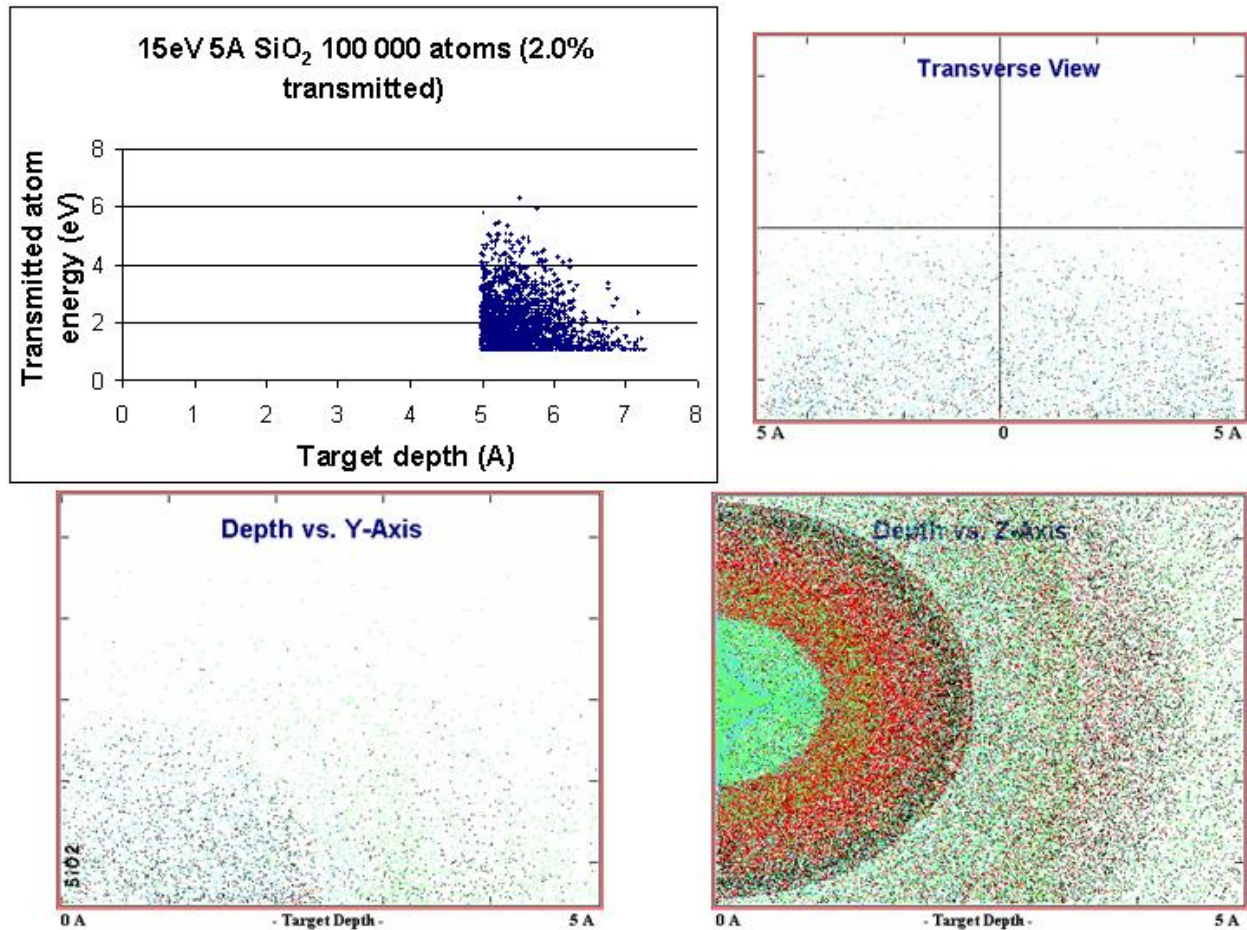 15eV 5A SiO₂ 100 000 atoms (2.0%
transmitted)
Transmitted atom
energy (eV)
8
6
4
2
0
0 1 2 3 4 5 6 7 8
Target depth (A)
Transverse View
5 A 0 5 A
Depth vs. Y-Axis
SiO2
0 A - Target Depth - 5 A
Depth vs. Z-Axis
0 A - Target Depth - 5 A